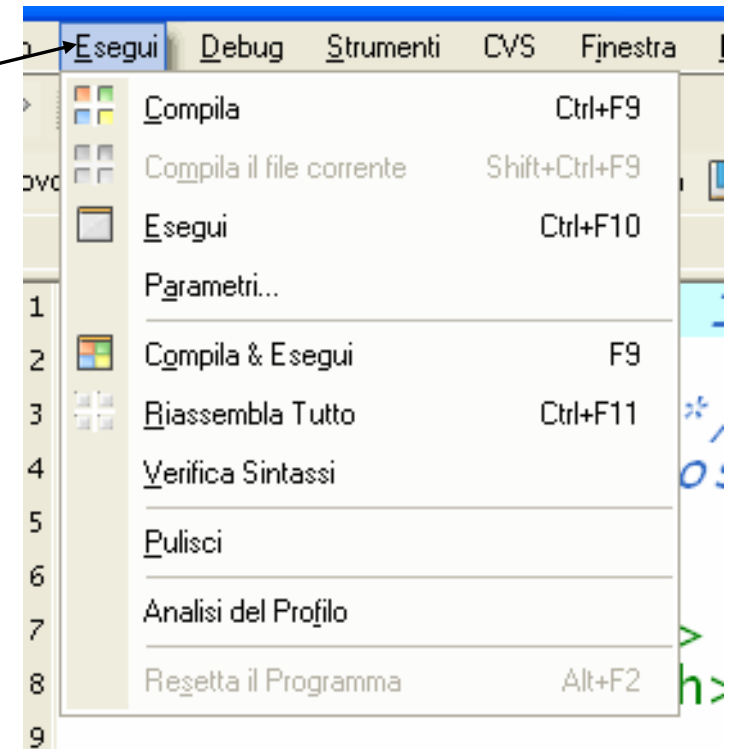 Esegui Debug Strumenti CVS Finestra
Compila Ctrl+F9
Compila il file corrente Shift+Ctrl+F9
Esegui Ctrl+F10
Parametri...
1
2 Compila & Esegui F9
3 Riassembla Tutto Ctrl+F11 */
4 Verifica Sintassi
5 Pulisci
6
7 Analisi del Profilo >
8 Resetta il Programma Alt+F2 h>
9